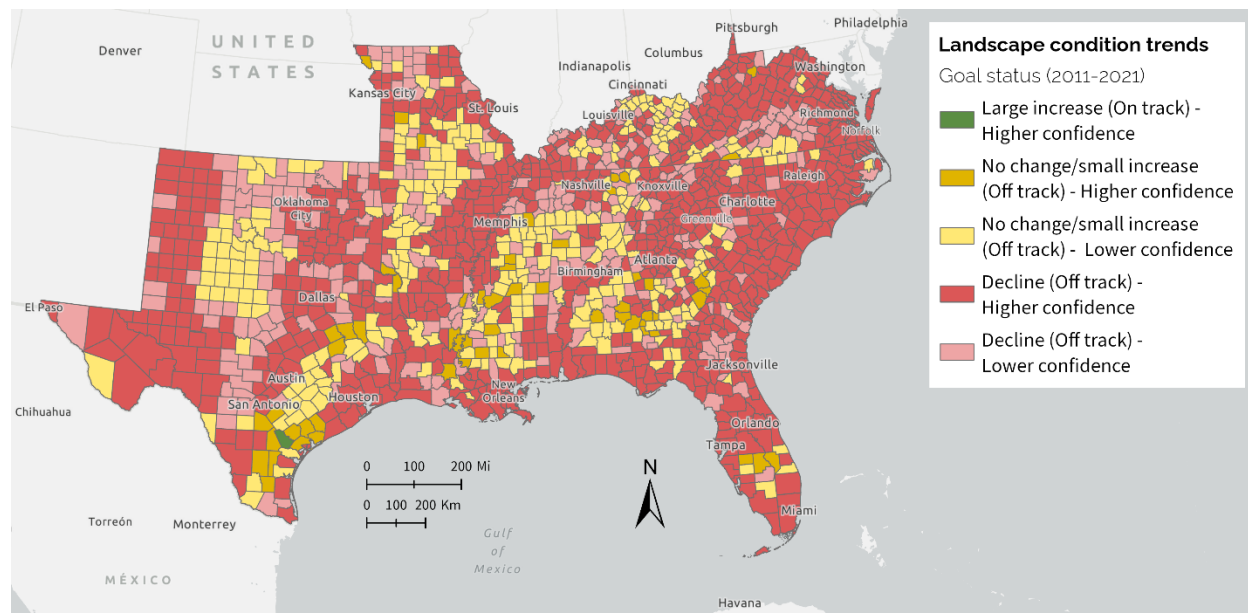 Denver
UNITED
STATES
Pittsburgh
Philadelphia
Columbus
Indianapolis
Cincinnati
Washington
Kansas City
St. Louis
Louisville
Richmond
Norfolk
Nashville
Knoxville
Raleigh
Oklahoma
City
Memphis
Charlotte
Greenville
Atlanta
Birmingham
Dallas
El Paso
Jacksonville
Austin
New
Orleans
Houston
San Antonio
Chihuahua
Orlando
Tampa
Miami
0 100 200 Mi
0 100 200 Km
N
Torreón
Monterrey
Gulf
of
Mexico
MÉXICO
Havana
Landscape condition trends
Goal status (2011-2021)
Large increase (On track) -
Higher confidence
No change/small increase
(Off track) - Higher confidence
No change/small increase
(Off track) - Lower confidence
Decline (Off track) -
Higher confidence
Decline (Off track) -
Lower confidence